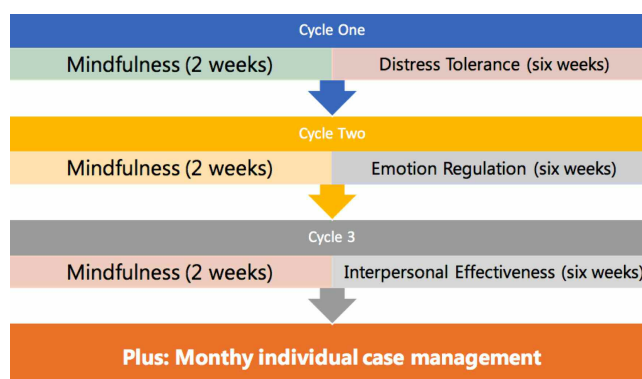 Cycle One
Mindfulness (2 weeks) Distress Tolerance (six weeks)
Cycle Two
Mindfulness (2 weeks) Emotion Regulation (six weeks)
Cycle 3
Mindfulness (2 weeks) Interpersonal Effectiveness (six weeks)
Plus: Monthy individual case management